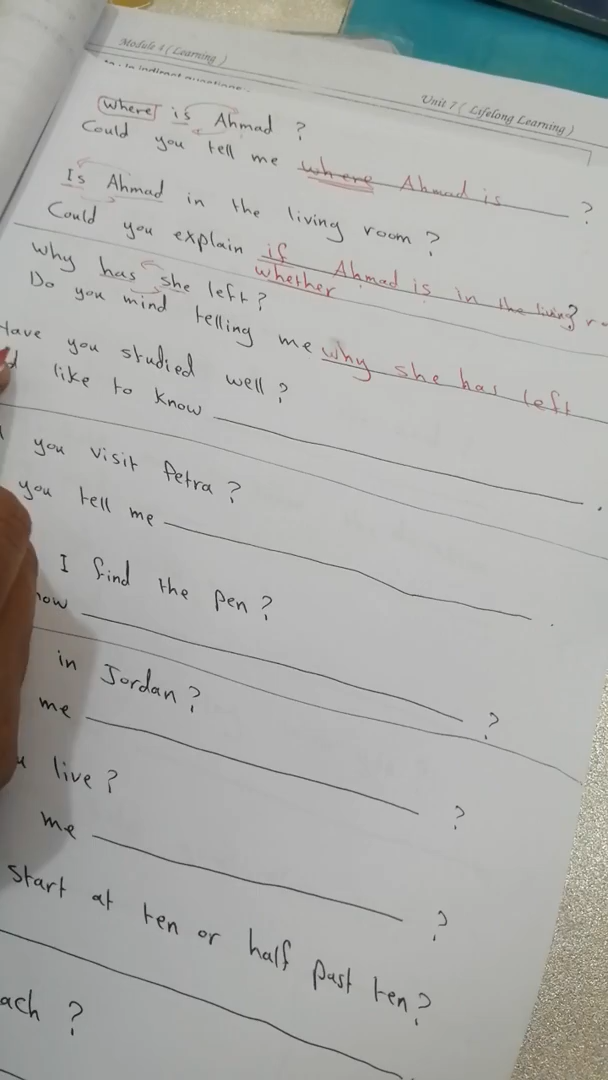 Module 4 ( Learning )
Unit 7 ( Lifelong Learning )
Where is Ahmad ?
Could you tell me where Ahmad is ?
Is Ahmad in the living room ?
Could you explain if Ahmad is in the living ?
whether
Why has she left ?
Do you mind telling me why she has left
Have you studied well ?
like to know .
you visit Petra ?
you tell me .
I find the pen ?
?
in Jordan ?
me ?
live ?
me ?
start at ten or half past ten ?
?